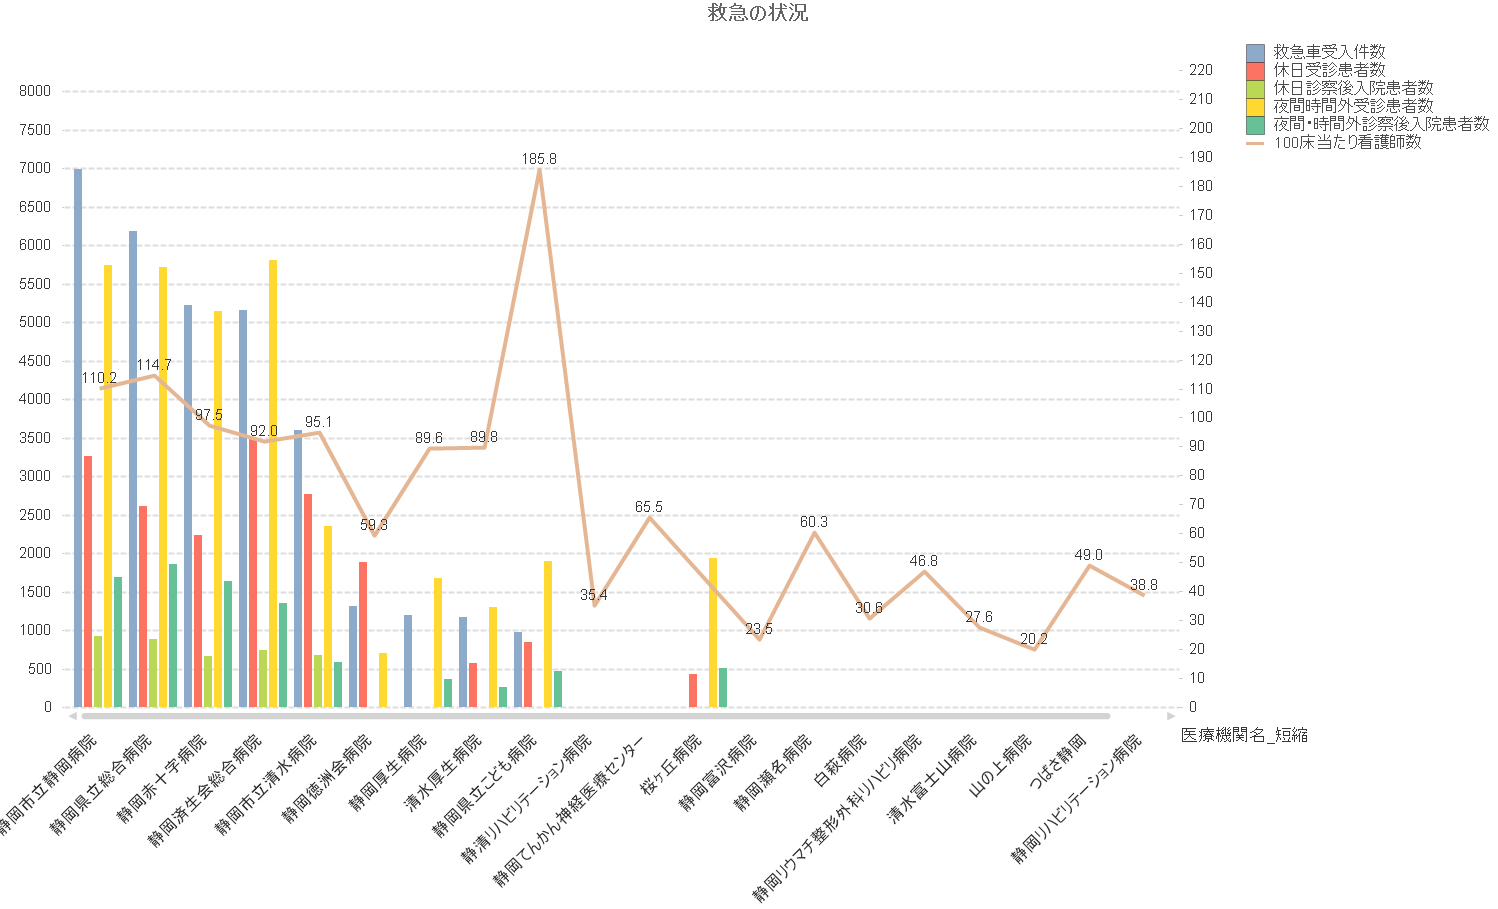 救急の状況
救急車受入件数
休日受診患者数
休日診察後入院患者数
夜間時間外受診患者数
夜間・時間外診察後入院患者数
100床当たり看護師数
8000
7500
7000
6500
6000
5500
5000
4500
4000
3500
3000
2500
2000
1500
1000
500
0
220
210
200
190
180
170
160
150
140
130
120
110
100
90
80
70
60
50
40
30
20
10
0
110.2
114.7
97.5
92.0
95.1
59.3
89.6
89.8
185.8
35.4
65.5
23.5
60.3
30.6
46.8
27.6
20.2
49.0
38.8
静岡市立静岡病院
静岡県立総合病院
静岡赤十字病院
静岡済生会総合病院
静岡市立清水病院
静岡徳洲会病院
静岡厚生病院
清水厚生病院
静岡県立こども病院
静清リハビリテーション病院
静岡てんかん神経医療センター
桜ヶ丘病院
静岡富沢病院
静岡瀬名病院
白萩病院
静岡リウマチ整形外科リハビリ病院
清水富士山病院
山の上病院
つばさ静岡
静岡リハビリテーション病院
医療機関名_短縮